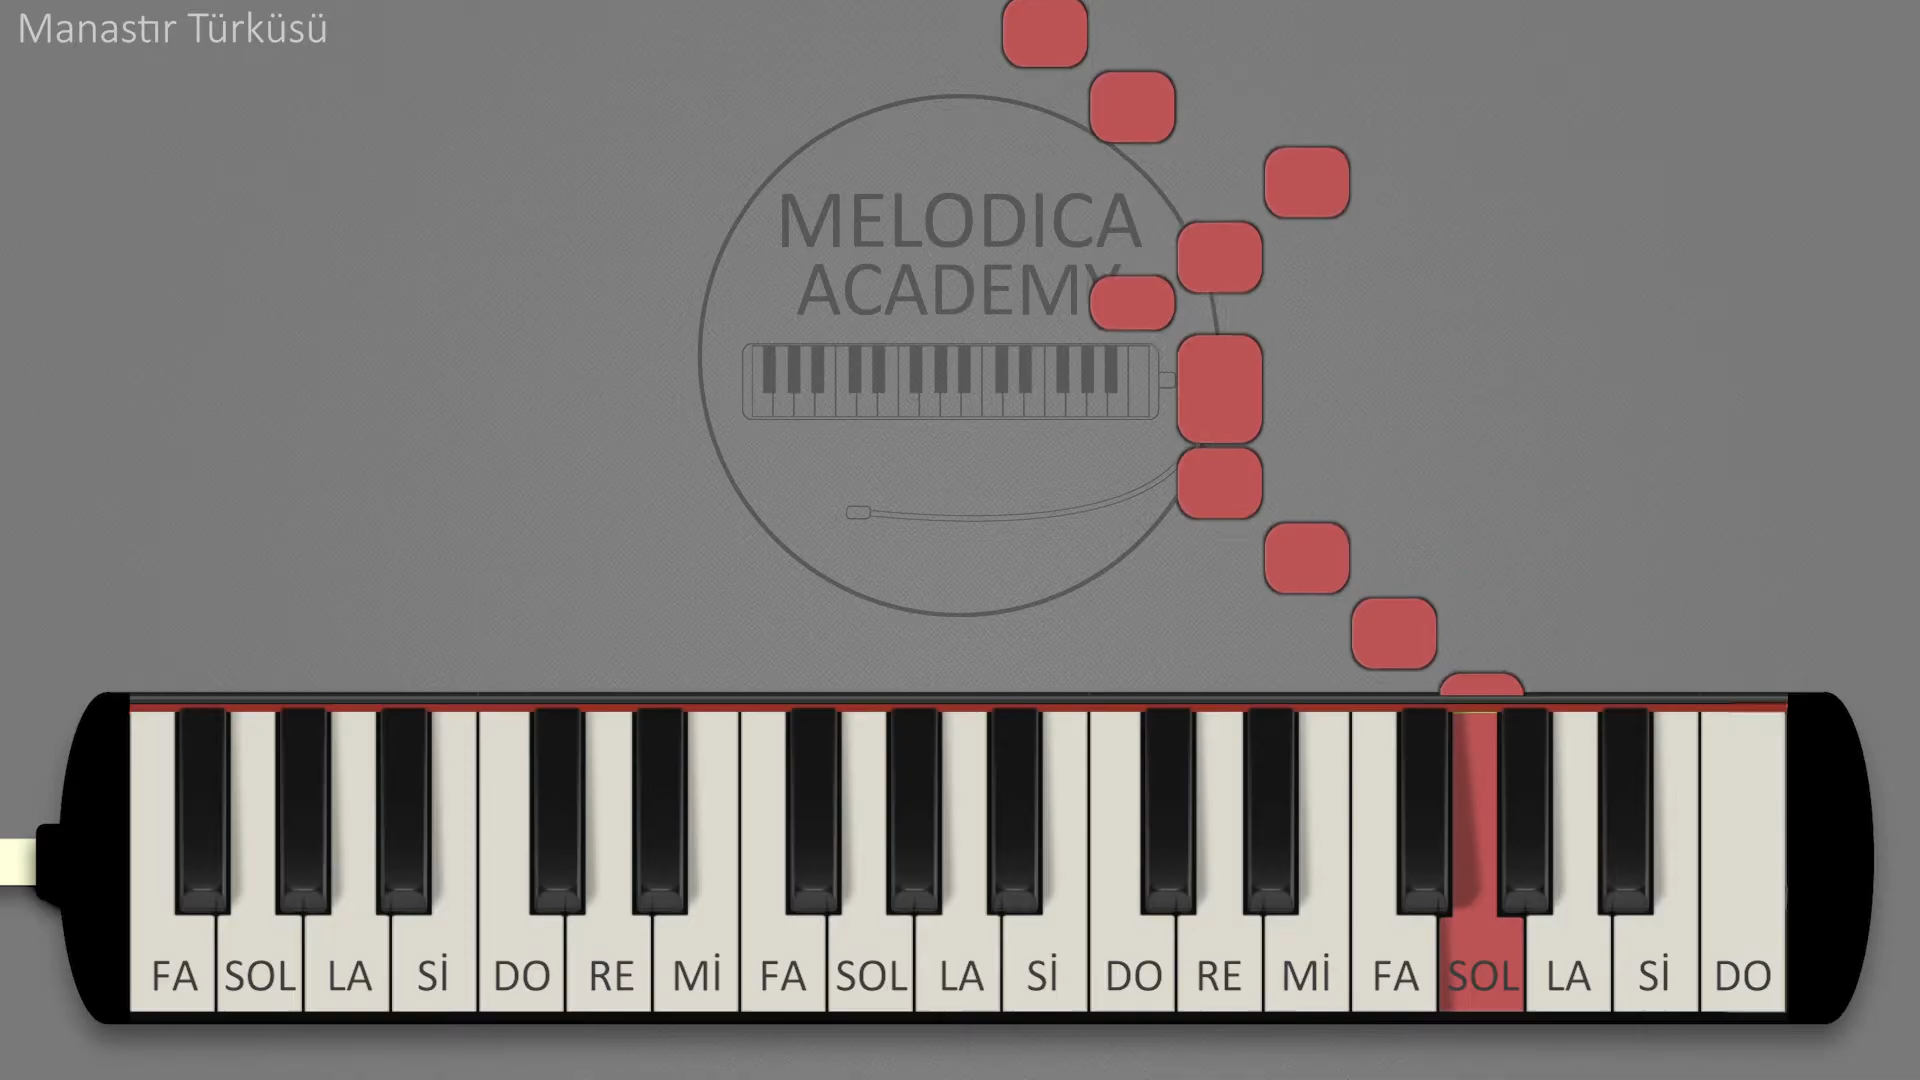 Manastır Türküsü
MELODICA
ACADEMY
FA SOL LA Sİ DO RE Mİ FA SOL LA Sİ DO RE Mİ FA SOL LA Sİ DO